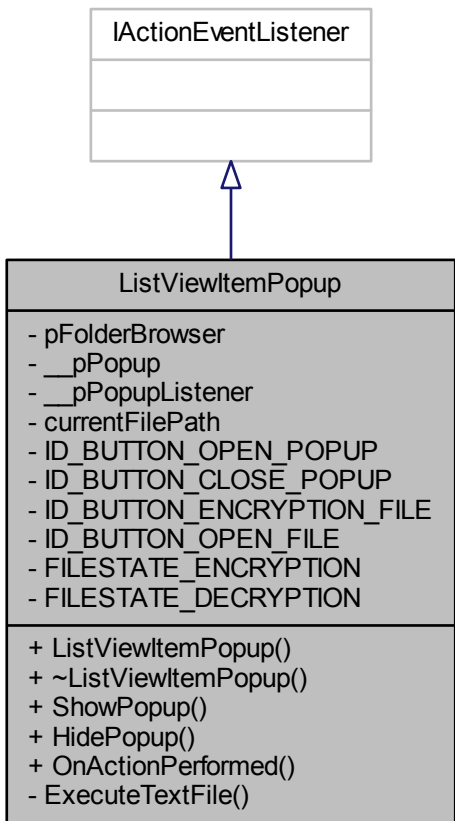 IActionEventListener
ListViewItemPopup
- pFolderBrowser
- __pPopup
- __pPopupListener
- currentFilePath
- ID_BUTTON_OPEN_POPUP
- ID_BUTTON_CLOSE_POPUP
- ID_BUTTON_ENCRYPTION_FILE
- ID_BUTTON_OPEN_FILE
- FILESTATE_ENCRYPTION
- FILESTATE_DECRYPTION
+ ListViewItemPopup()
+ ~ListViewItemPopup()
+ ShowPopup()
+ HidePopup()
+ OnActionPerformed()
- ExecuteTextFile()